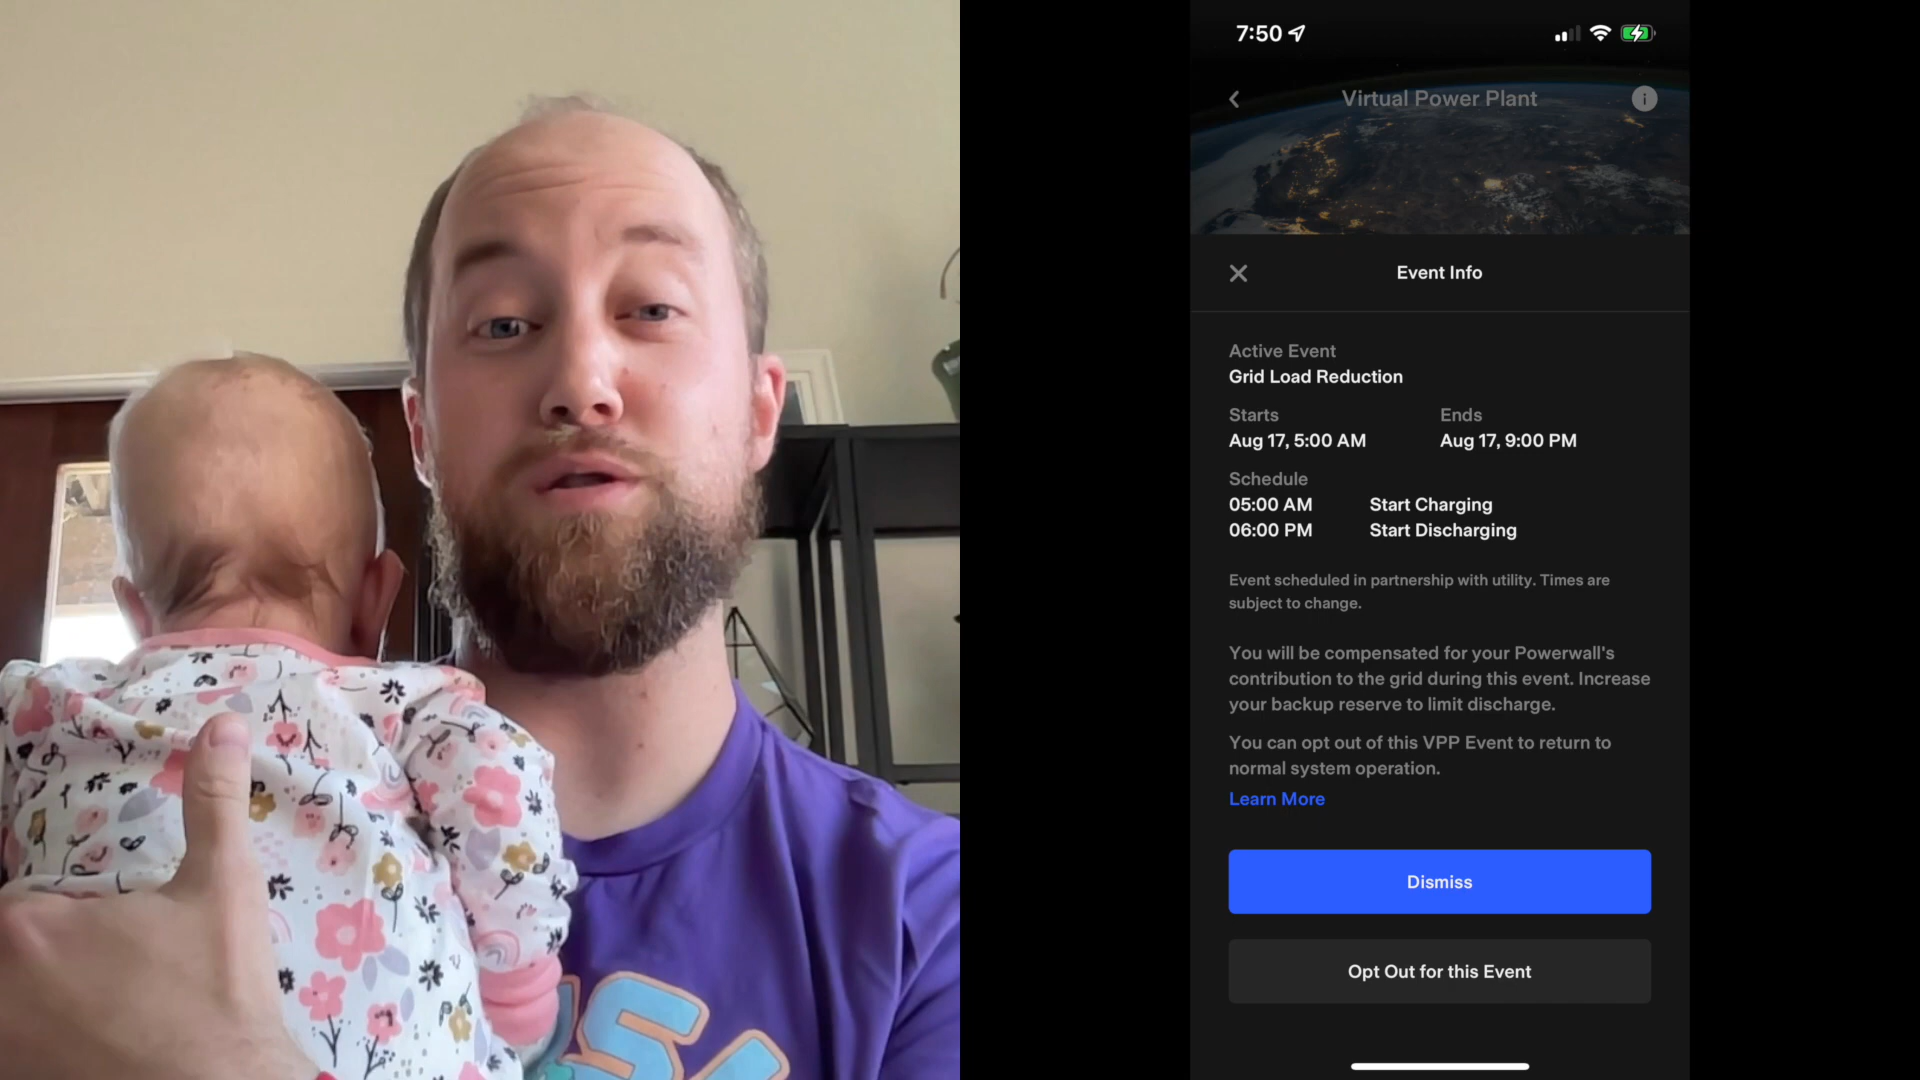 7:50
Virtual Power Plant
Event Info
Active Event
Grid Load Reduction
Starts Ends
Aug 17, 5:00 AM Aug 17, 9:00 PM
Schedule
05:00 AM Start Charging
06:00 PM Start Discharging
Event scheduled in partnership with utility. Times are
subject to change.
You will be compensated for your Powerwall's
contribution to the grid during this event. Increase
your backup reserve to limit discharge.
You can opt out of this VPP Event to return to
normal system operation.
Learn More
Dismiss
Opt Out for this Event